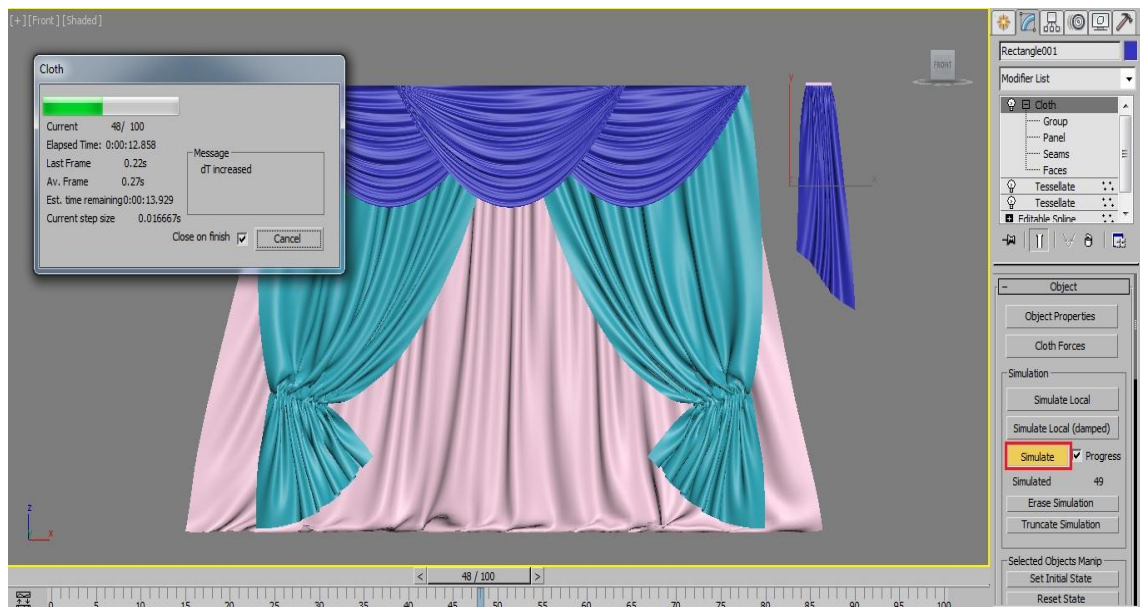 [+] [Front ] [Shaded ]
Cloth
Current 48/ 100
Elapsed Time: 0:00:12.858
Last Frame 0.22s
Av. Frame 0.27s
Est. time remaining0:00:13.929
Current step size 0.016667s
Message
dT increased
Close on finish
Cancel
FRONT
y
x
z
x
48 / 100
0 5 10 15 20 25 30 35 40 45 50 55 60 65 70 75 80 85 90 95 100
Rectangle001
Modifier List
Cloth
Group
Panel
Seams
Faces
Tessellate
Tessellate
Editable Spline
Object
Object Properties
Cloth Forces
Simulation
Simulate Local
Simulate Local (damped)
Simulate Progress
Simulated 49
Erase Simulation
Truncate Simulation
Selected Objects Manip
Set Initial State
Reset State